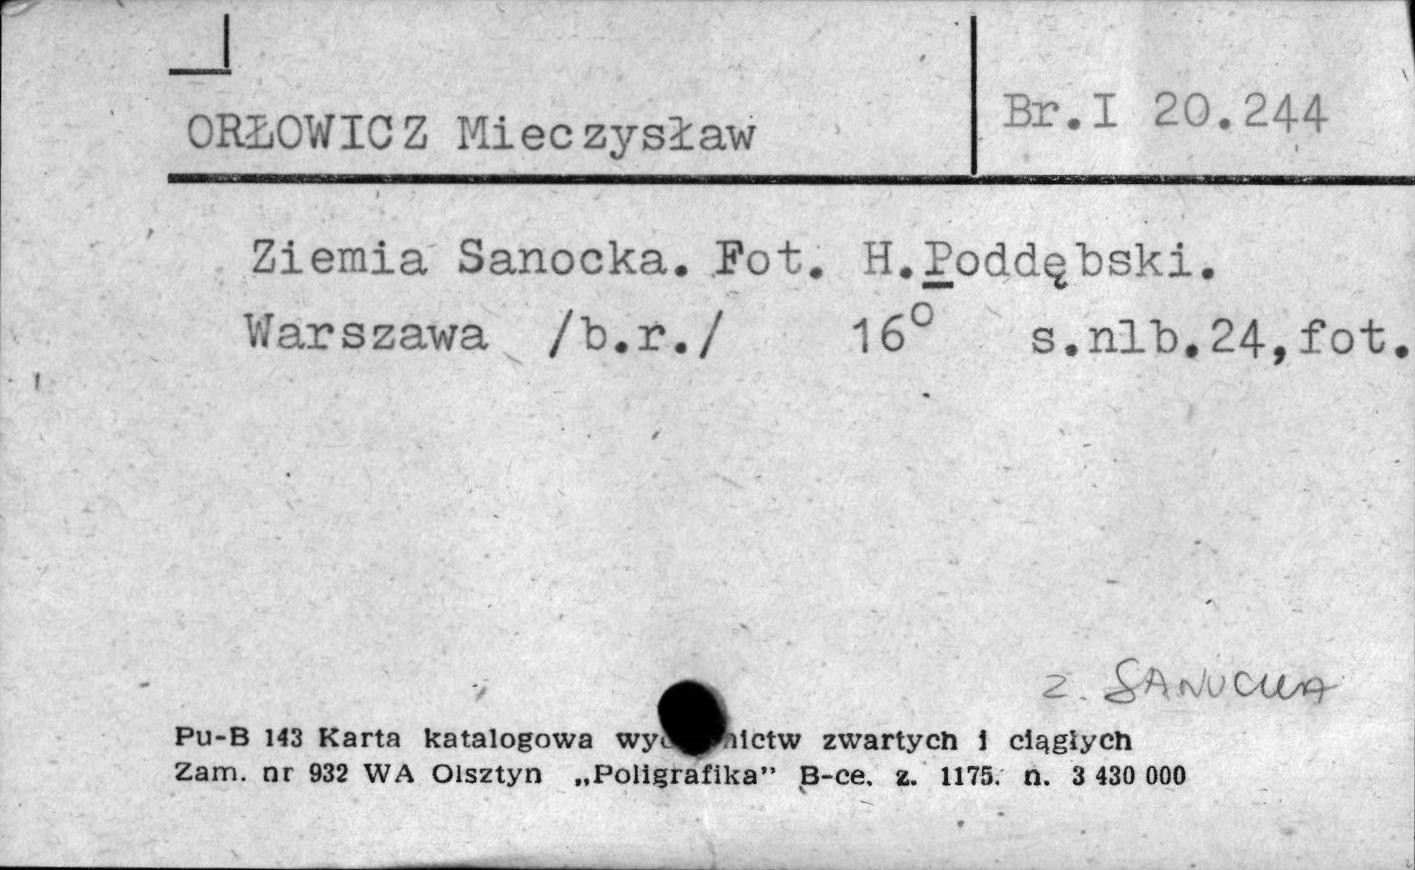 ORŁOWICZ Mieczysław
Br.I 20.244
Ziemia Sanocka. Fot. H.Poddębski.
Warszawa /b.r./ 16° s.nlb.24,fot.
z. SANOCKA
Pu-B 143 Karta katalogowa zwartych i ciągłych
Zam. nr 932 WA Olsztyn „Poligrafika” B-ce. z. 1175. n. 3 430 000